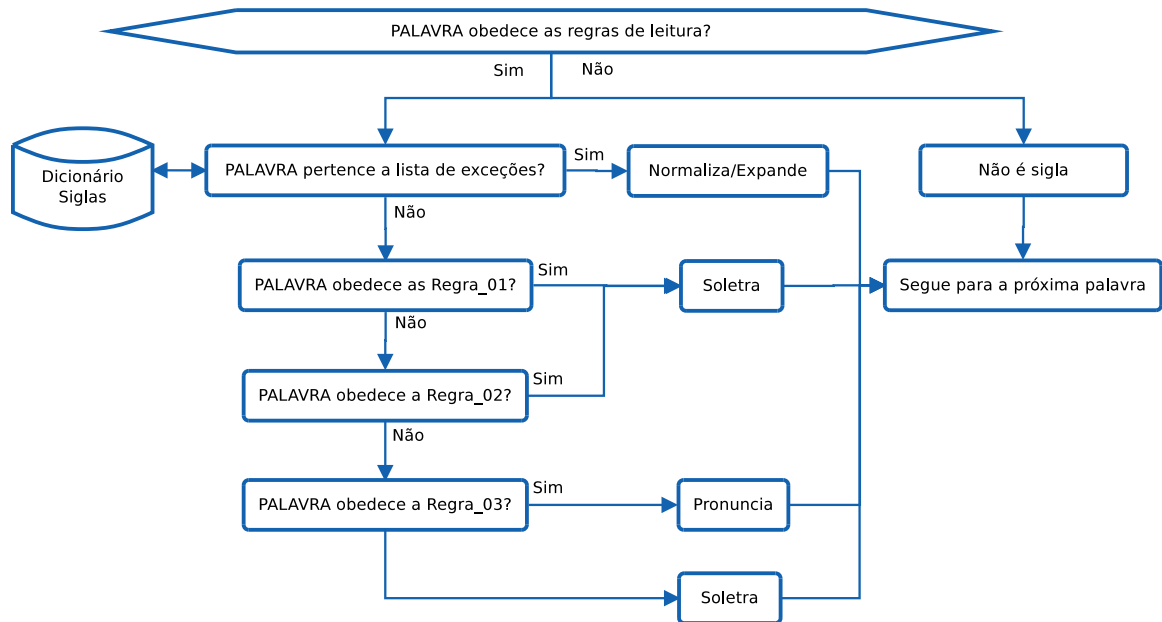 PALAVRA obedece as regras de leitura?
Sim
Não
Dicionário
Siglas
PALAVRA pertence a lista de exceções?
Sim
Normaliza/Expande
Não é sigla
Não
PALAVRA obedece as Regra_01?
Sim
Soletra
Segue para a próxima palavra
Não
PALAVRA obedece a Regra_02?
Sim
Não
PALAVRA obedece a Regra_03?
Sim
Pronuncia
Soletra